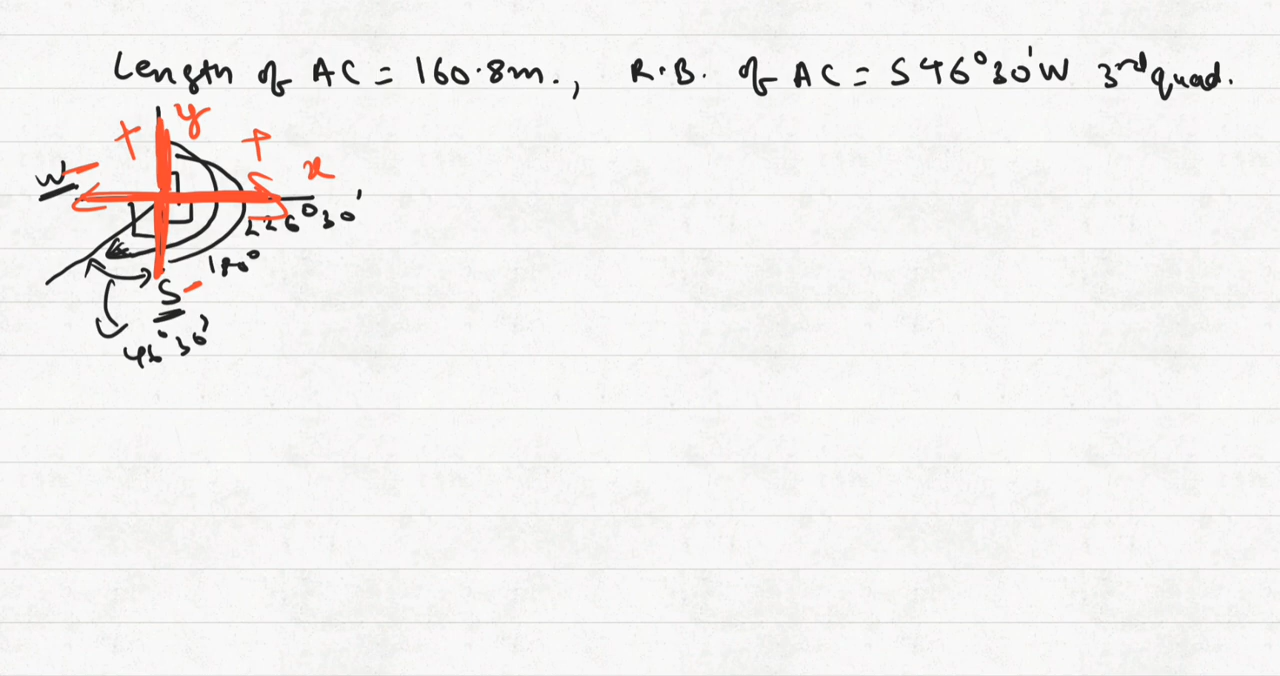 Length of AC = 160.8m., R.B. of AC = S 46°30'W 3rd quad.
y
+ +
W - x
226°30'
180°
S -
46°30'